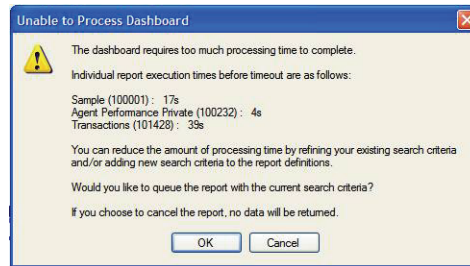 Unable to Process Dashboard
The dashboard requires too much processing time to complete.
Individual report execution times before timeout are as follows:
Sample (100001) : 17s
Agent Performance Private (100232) : 4s
Transactions (101428) : 39s
You can reduce the amount of processing time by refining your existing search criteria
and/or adding new search criteria to the report definitions.
Would you like to queue the report with the current search criteria?
If you choose to cancel the report, no data will be returned.
OK Cancel